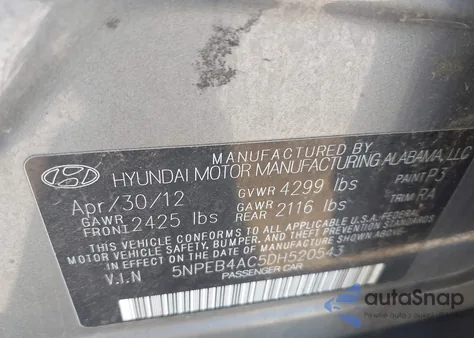 MANUFACTURED BY
HYUNDAI MOTOR MANUFACTURING ALABAMA, LLC
Apr/30/12 GVWR 4299 lbs PAINT P3
GAWR FRONT 2425 lbs GAWR REAR 2116 lbs TRIM RA
THIS VEHICLE CONFORMS TO ALL APPLICABLE
FEDERAL MOTOR VEHICLE SAFETY, BUMPER, AND THEFT
PREVENTION STANDARDS IN EFFECT ON THE DATE OF
MANUFACTURE SHOWN ABOVE.
V.I.N 5NPEB4AC5DH520543
PASSENGER CAR
autaSnap